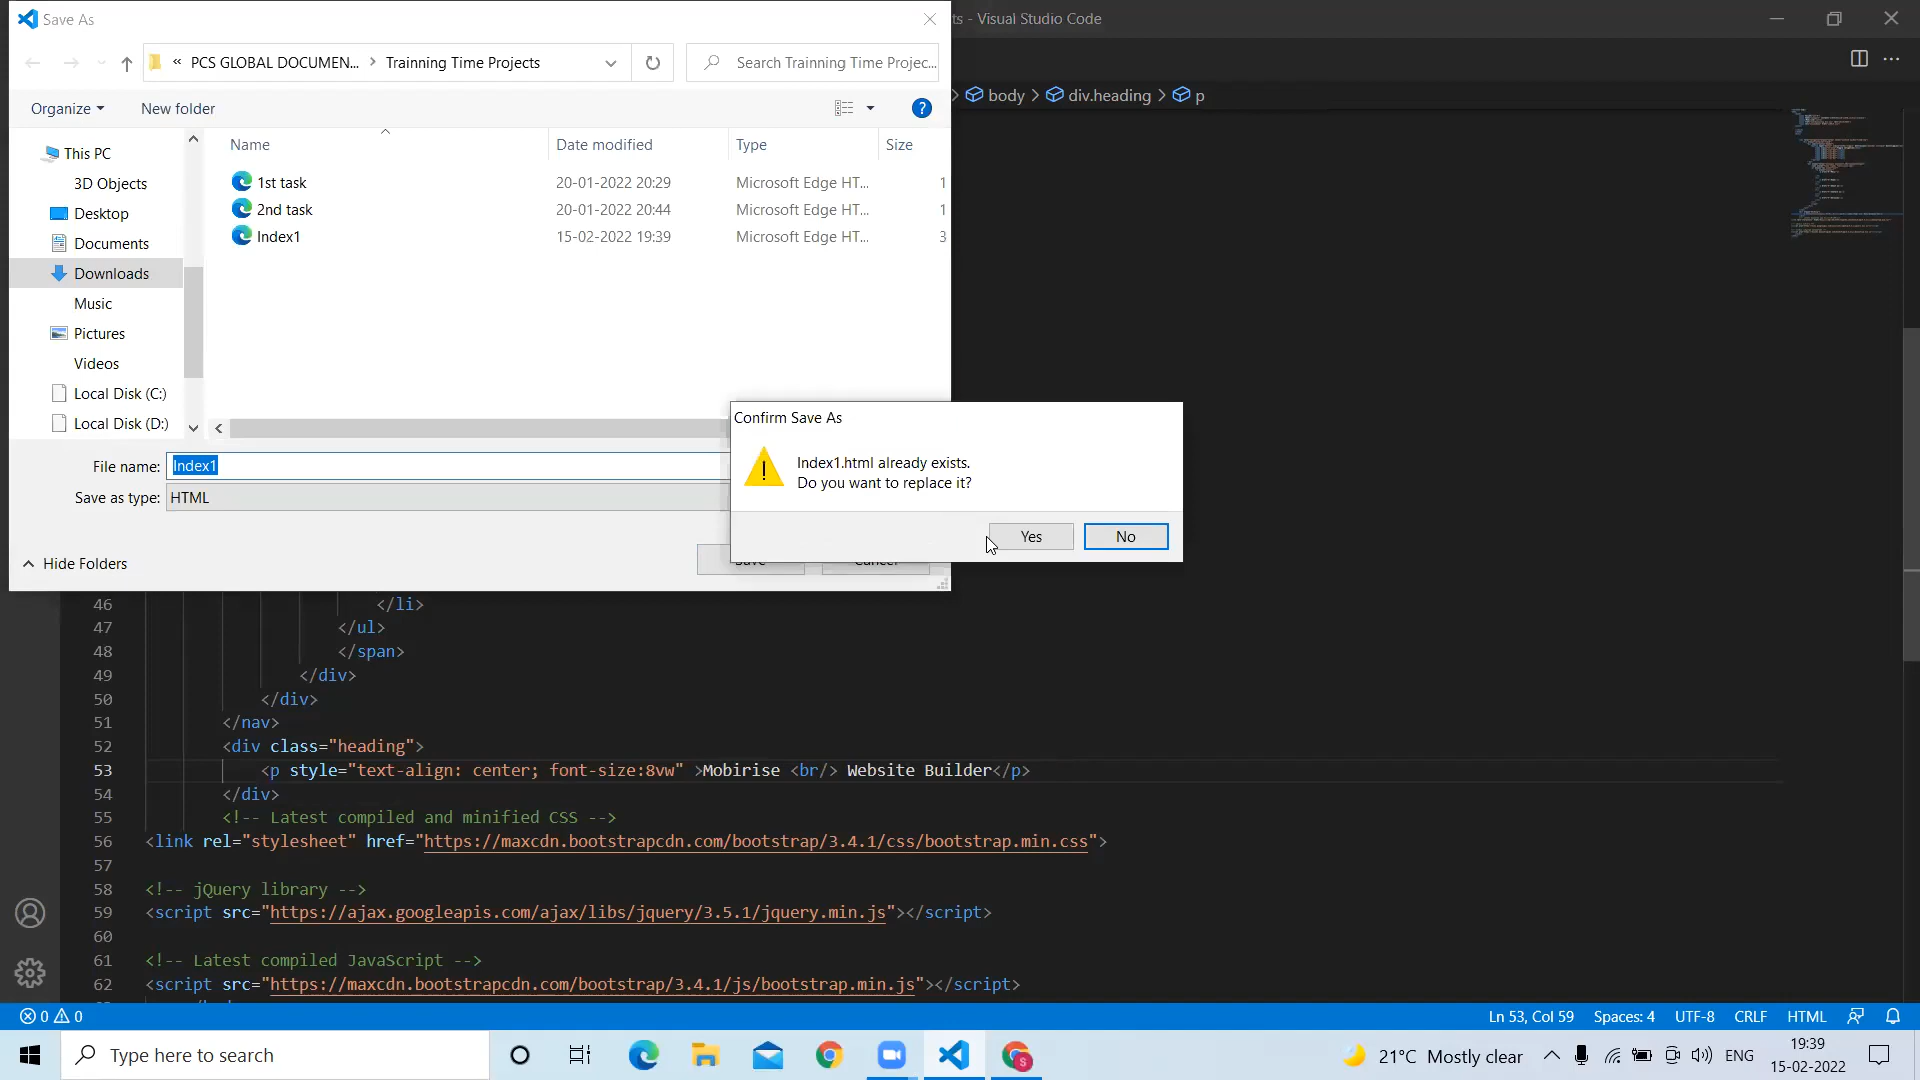 Save As
ts - Visual Studio Code
« PCS GLOBAL DOCUMEN... > Trainning Time Projects
Search Trainning Time Projec...
> body > div.heading > p
Organize
New folder
?
Name
Date modified
Type
Size
This PC
3D Objects
Desktop
Documents
Downloads
Music
Pictures
Videos
Local Disk (C:)
Local Disk (D:)
1st task 20-01-2022 20:29 Microsoft Edge HT... 1
2nd task 20-01-2022 20:44 Microsoft Edge HT... 1
Index1 15-02-2022 19:39 Microsoft Edge HT... 3
Confirm Save As
Index1.html already exists.
Do you want to replace it?
Yes
No
File name: Index1
Save as type: HTML
Hide Folders
Save
Cancel
46 </li>
47 </ul>
48 </span>
49 </div>
50 </div>
51 </nav>
52 <div class="heading">
53 <p style="text-align: center; font-size:8vw" >Mobirise <br/> Website Builder</p>
54 </div>
55 <!-- Latest compiled and minified CSS -->
56 <link rel="stylesheet" href="https://maxcdn.bootstrapcdn.com/bootstrap/3.4.1/css/bootstrap.min.css">
57
58 <!-- jQuery library -->
59 <script src="https://ajax.googleapis.com/ajax/libs/jquery/3.5.1/jquery.min.js"></script>
60
61 <!-- Latest compiled JavaScript -->
62 <script src="https://maxcdn.bootstrapcdn.com/bootstrap/3.4.1/js/bootstrap.min.js"></script>
0 0
Ln 53, Col 59 Spaces: 4 UTF-8 CRLF HTML
Type here to search
S
21°C Mostly clear
ENG
19:39
15-02-2022